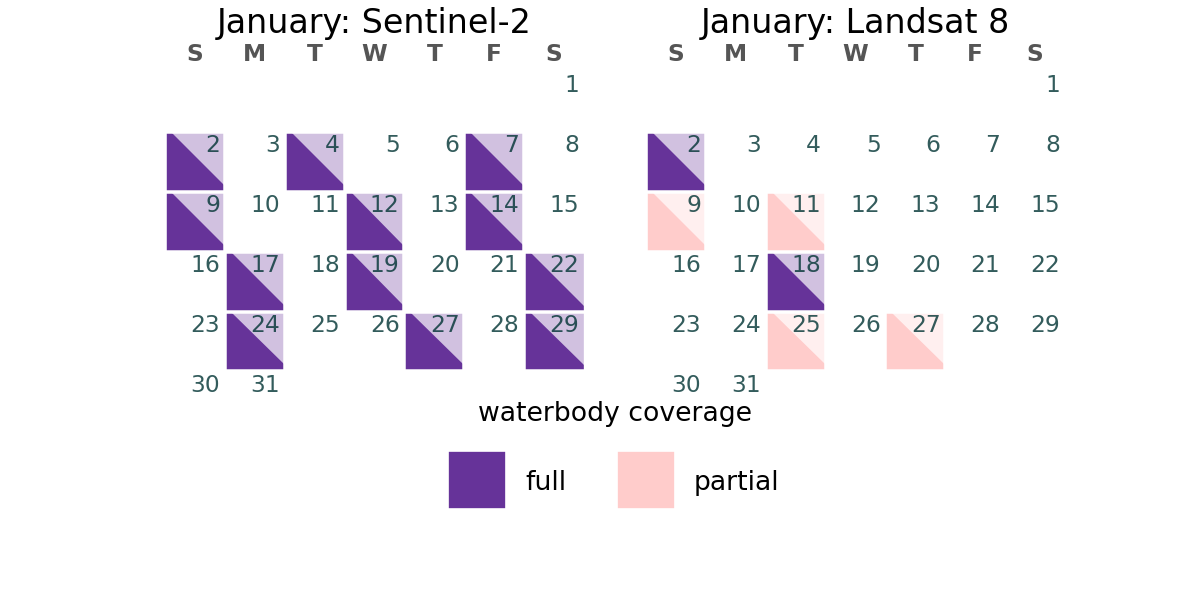 January: Sentinel-2
S M T W T F S
1
2 3 4 5 6 7 8
9 10 11 12 13 14 15
16 17 18 19 20 21 22
23 24 25 26 27 28 29
30 31
January: Landsat 8
S M T W T F S
1
2 3 4 5 6 7 8
9 10 11 12 13 14 15
16 17 18 19 20 21 22
23 24 25 26 27 28 29
30 31
waterbody coverage
full partial